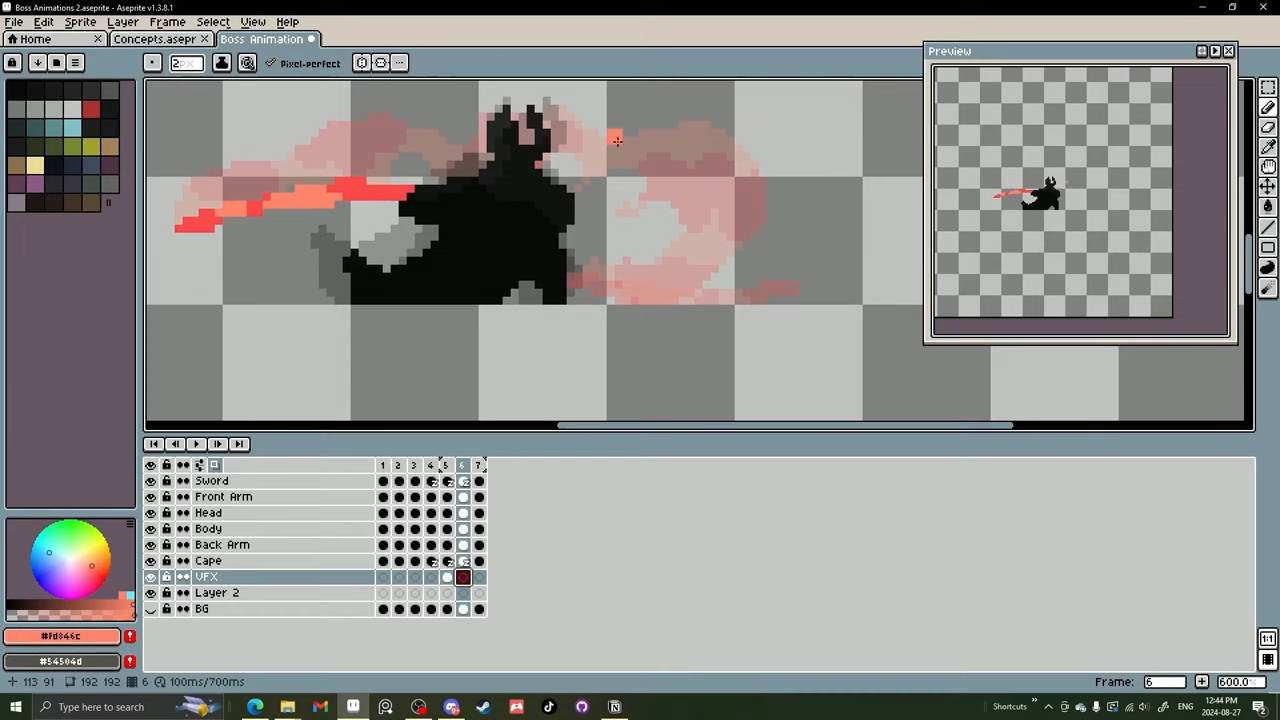 Boss Animations 2.aseprite - Aseprite v1.3.8.1
File Edit Sprite Layer Frame Select View Help
Home Concepts.asepr Boss Animation
2px Pixel-perfect
Preview
1 2 3 4 5 6 7
Sword
Front Arm
Head
Body
Back Arm
Cape
VFX
Layer 2
BG
#fd846c
#54504d
113 91 192 192 6 100ms/700ms
Frame: 6 600.0
1:1
Type here to search
Shortcuts
12:44 PM
2024-08-27